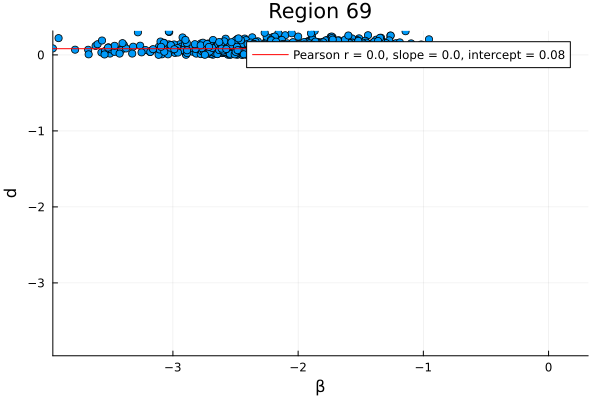 Region 69
Pearson r = 0.0, slope = 0.0, intercept = 0.08
d
0
−1
−2
−3
−3 −2 −1 0
β